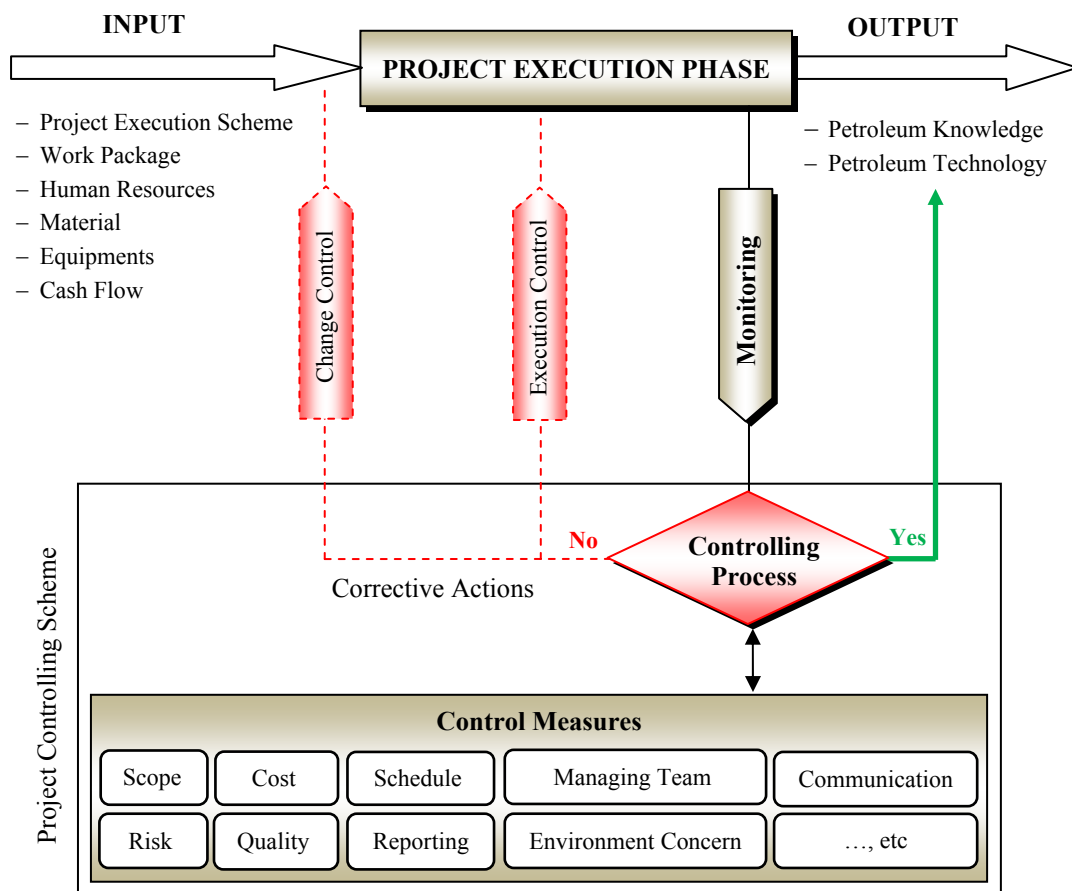 INPUT
OUTPUT
PROJECT EXECUTION PHASE
– Project Execution Scheme
– Work Package
– Human Resources
– Material
– Equipments
– Cash Flow
– Petroleum Knowledge
– Petroleum Technology
Change Control
Execution Control
Monitoring
No
Yes
Controlling
Process
Corrective Actions
Project Controlling Scheme
Control Measures
Scope
Cost
Schedule
Managing Team
Communication
Risk
Quality
Reporting
Environment Concern
…, etc